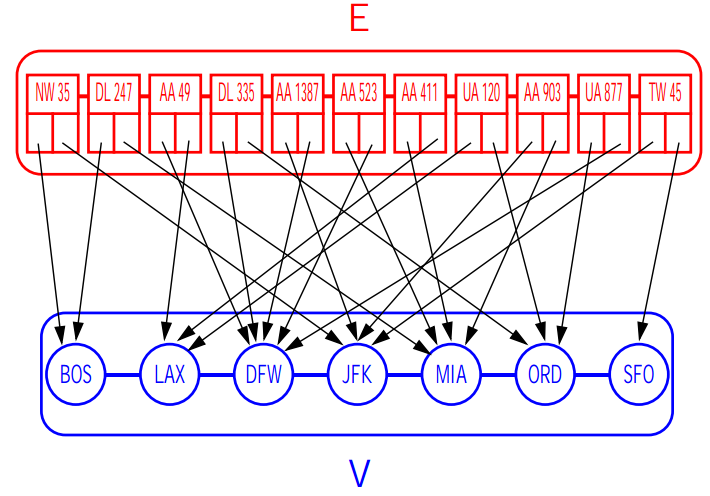 E
NW 35 DL 247 AA 49 DL 335 AA 1387 AA 523 AA 411 UA 120 AA 903 UA 877 TW 45
BOS LAX DFW JFK MIA ORD SFO
V